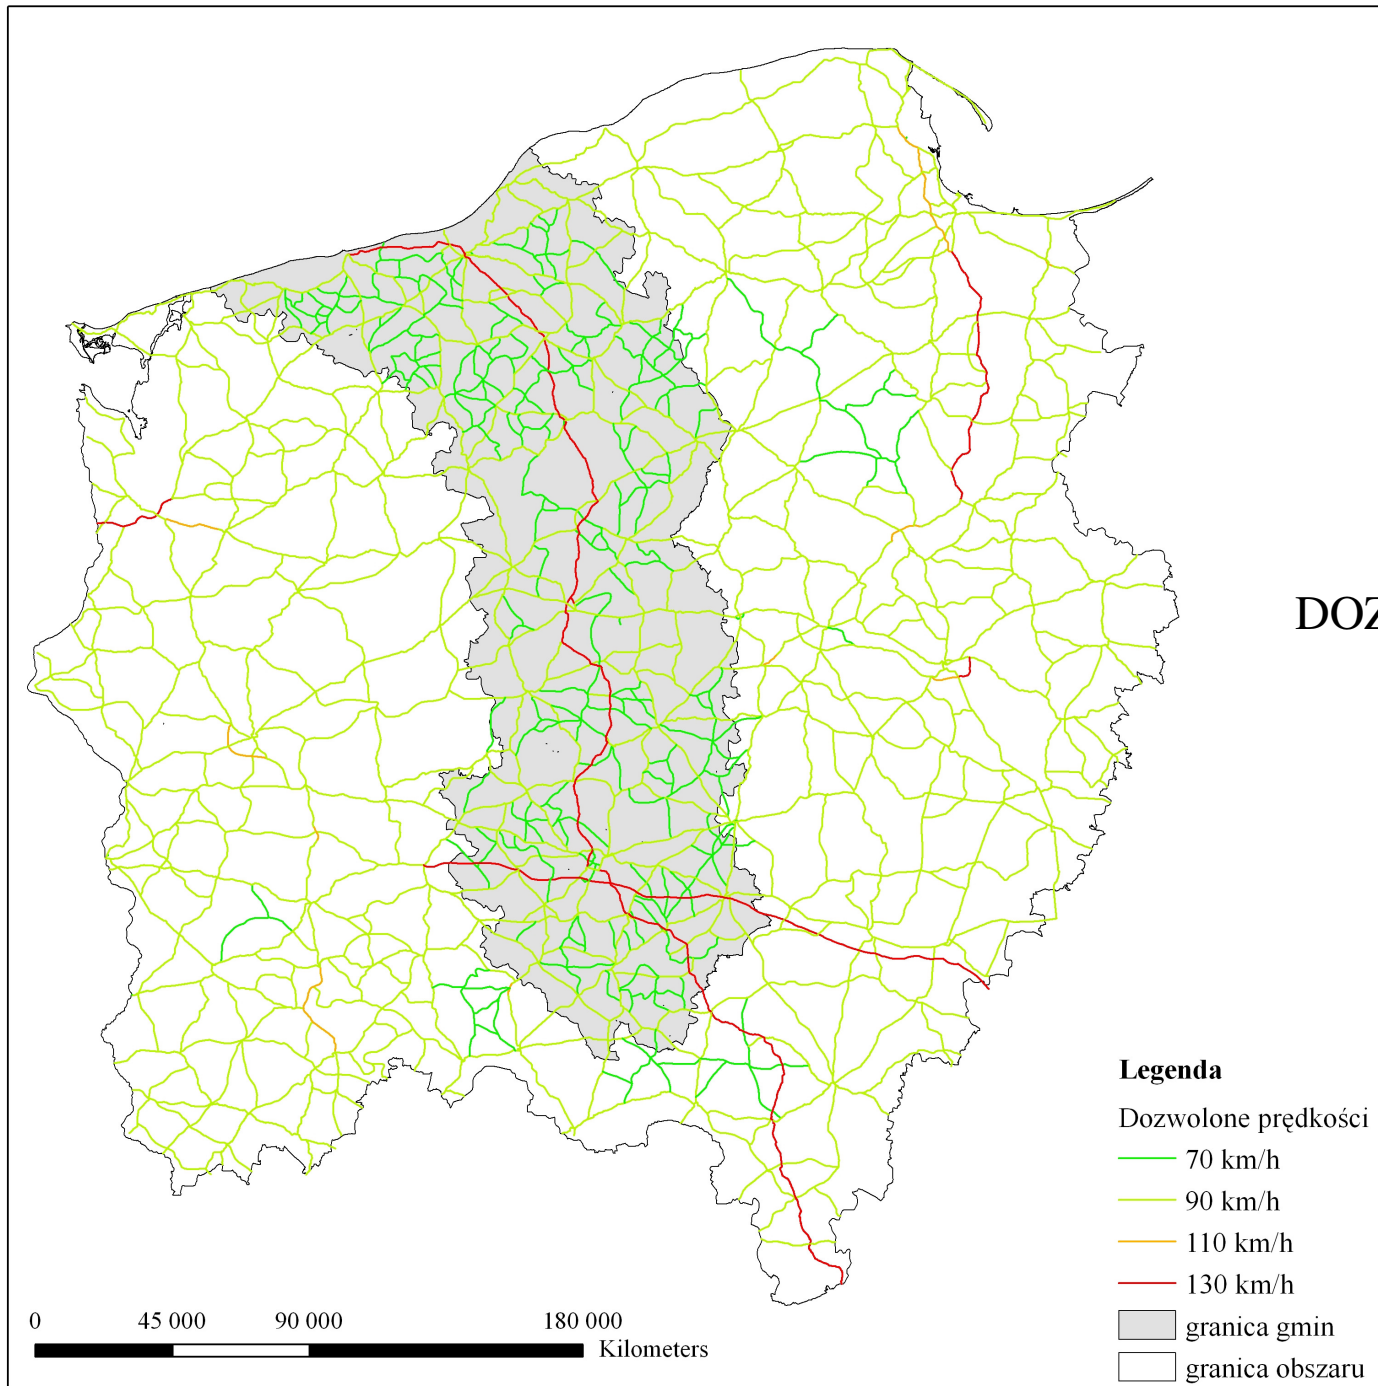 DOZ
Legenda
Dozwolone prędkości
70 km/h
90 km/h
110 km/h
130 km/h
granica gmin
granica obszaru
0 45 000 90 000 180 000
Kilometers